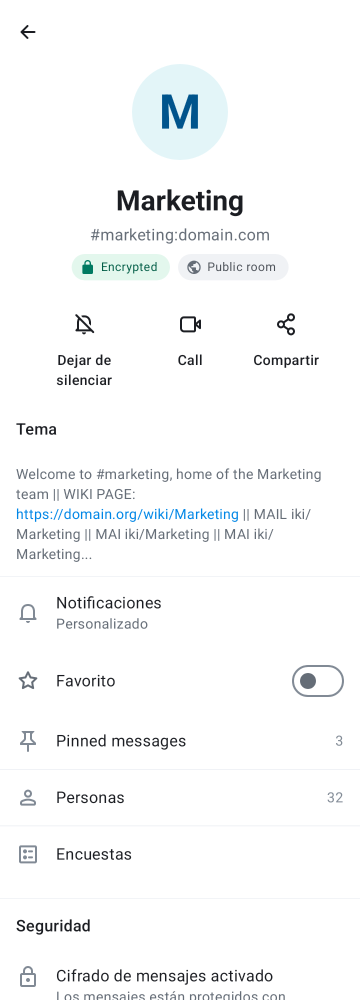 M
Marketing
#marketing:domain.com
Encrypted
Public room
Dejar de
silenciar
Call
Compartir
Tema
Welcome to #marketing, home of the Marketing
team || WIKI PAGE:
https://domain.org/wiki/Marketing || MAIL iki/
Marketing || MAI iki/Marketing || MAI iki/
Marketing...
Notificaciones
Personalizado
Favorito
Pinned messages
3
Personas
32
Encuestas
Seguridad
Cifrado de mensajes activado
Los mensajes están protegidos con